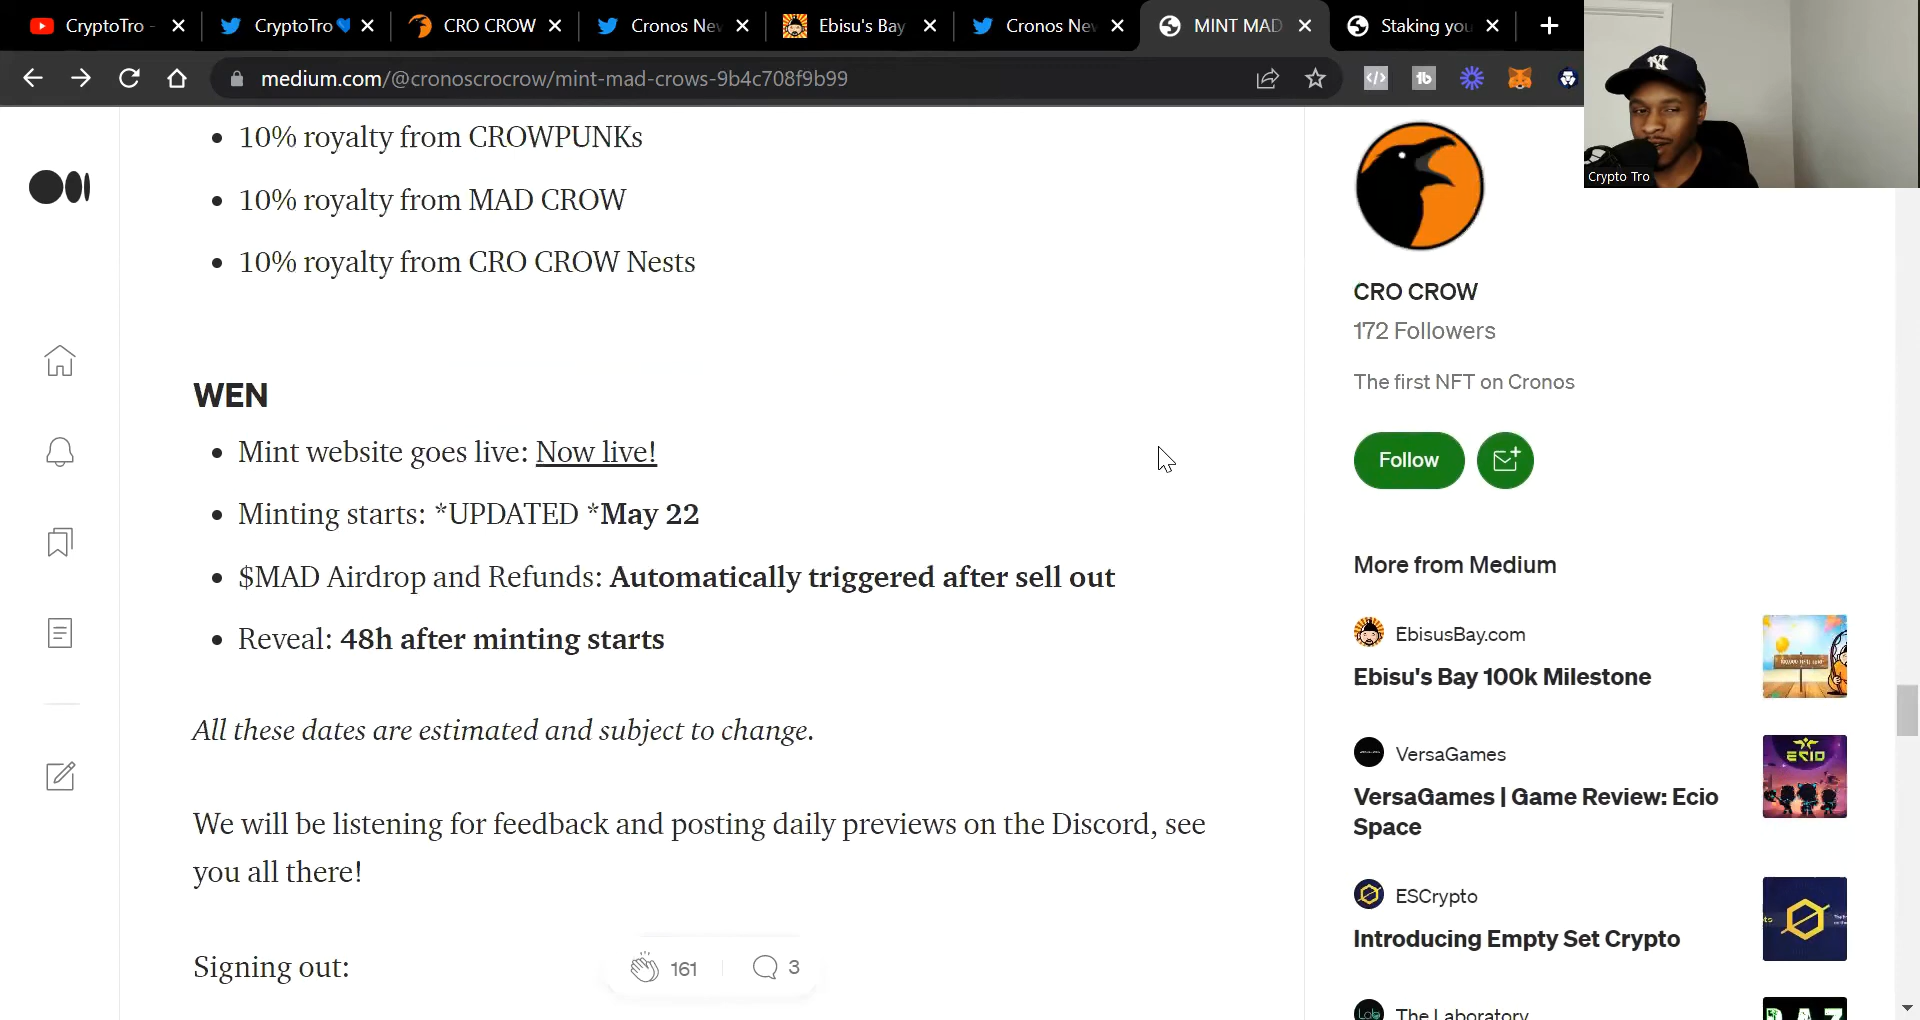 CryptoTro -
CryptoTro💙
CRO CROW
Cronos Nev
Ebisu's Bay
Cronos Nev
MINT MAD
Staking you
medium.com/@cronoscrocrow/mint-mad-crows-9b4c708f9b99
Crypto Tro
• 10% royalty from CROWPUNKs
• 10% royalty from MAD CROW
• 10% royalty from CRO CROW Nests
WEN
• Mint website goes live: Now live!
• Minting starts: *UPDATED *May 22
• $MAD Airdrop and Refunds: Automatically triggered after sell out
• Reveal: 48h after minting starts
All these dates are estimated and subject to change.
We will be listening for feedback and posting daily previews on the Discord, see
you all there!
Signing out:
161
3
CRO CROW
172 Followers
The first NFT on Cronos
Follow
More from Medium
EbisusBay.com
Ebisu's Bay 100k Milestone
VersaGames
VersaGames | Game Review: Ecio
Space
ECIO
ESCrypto
Introducing Empty Set Crypto
The Laboratory